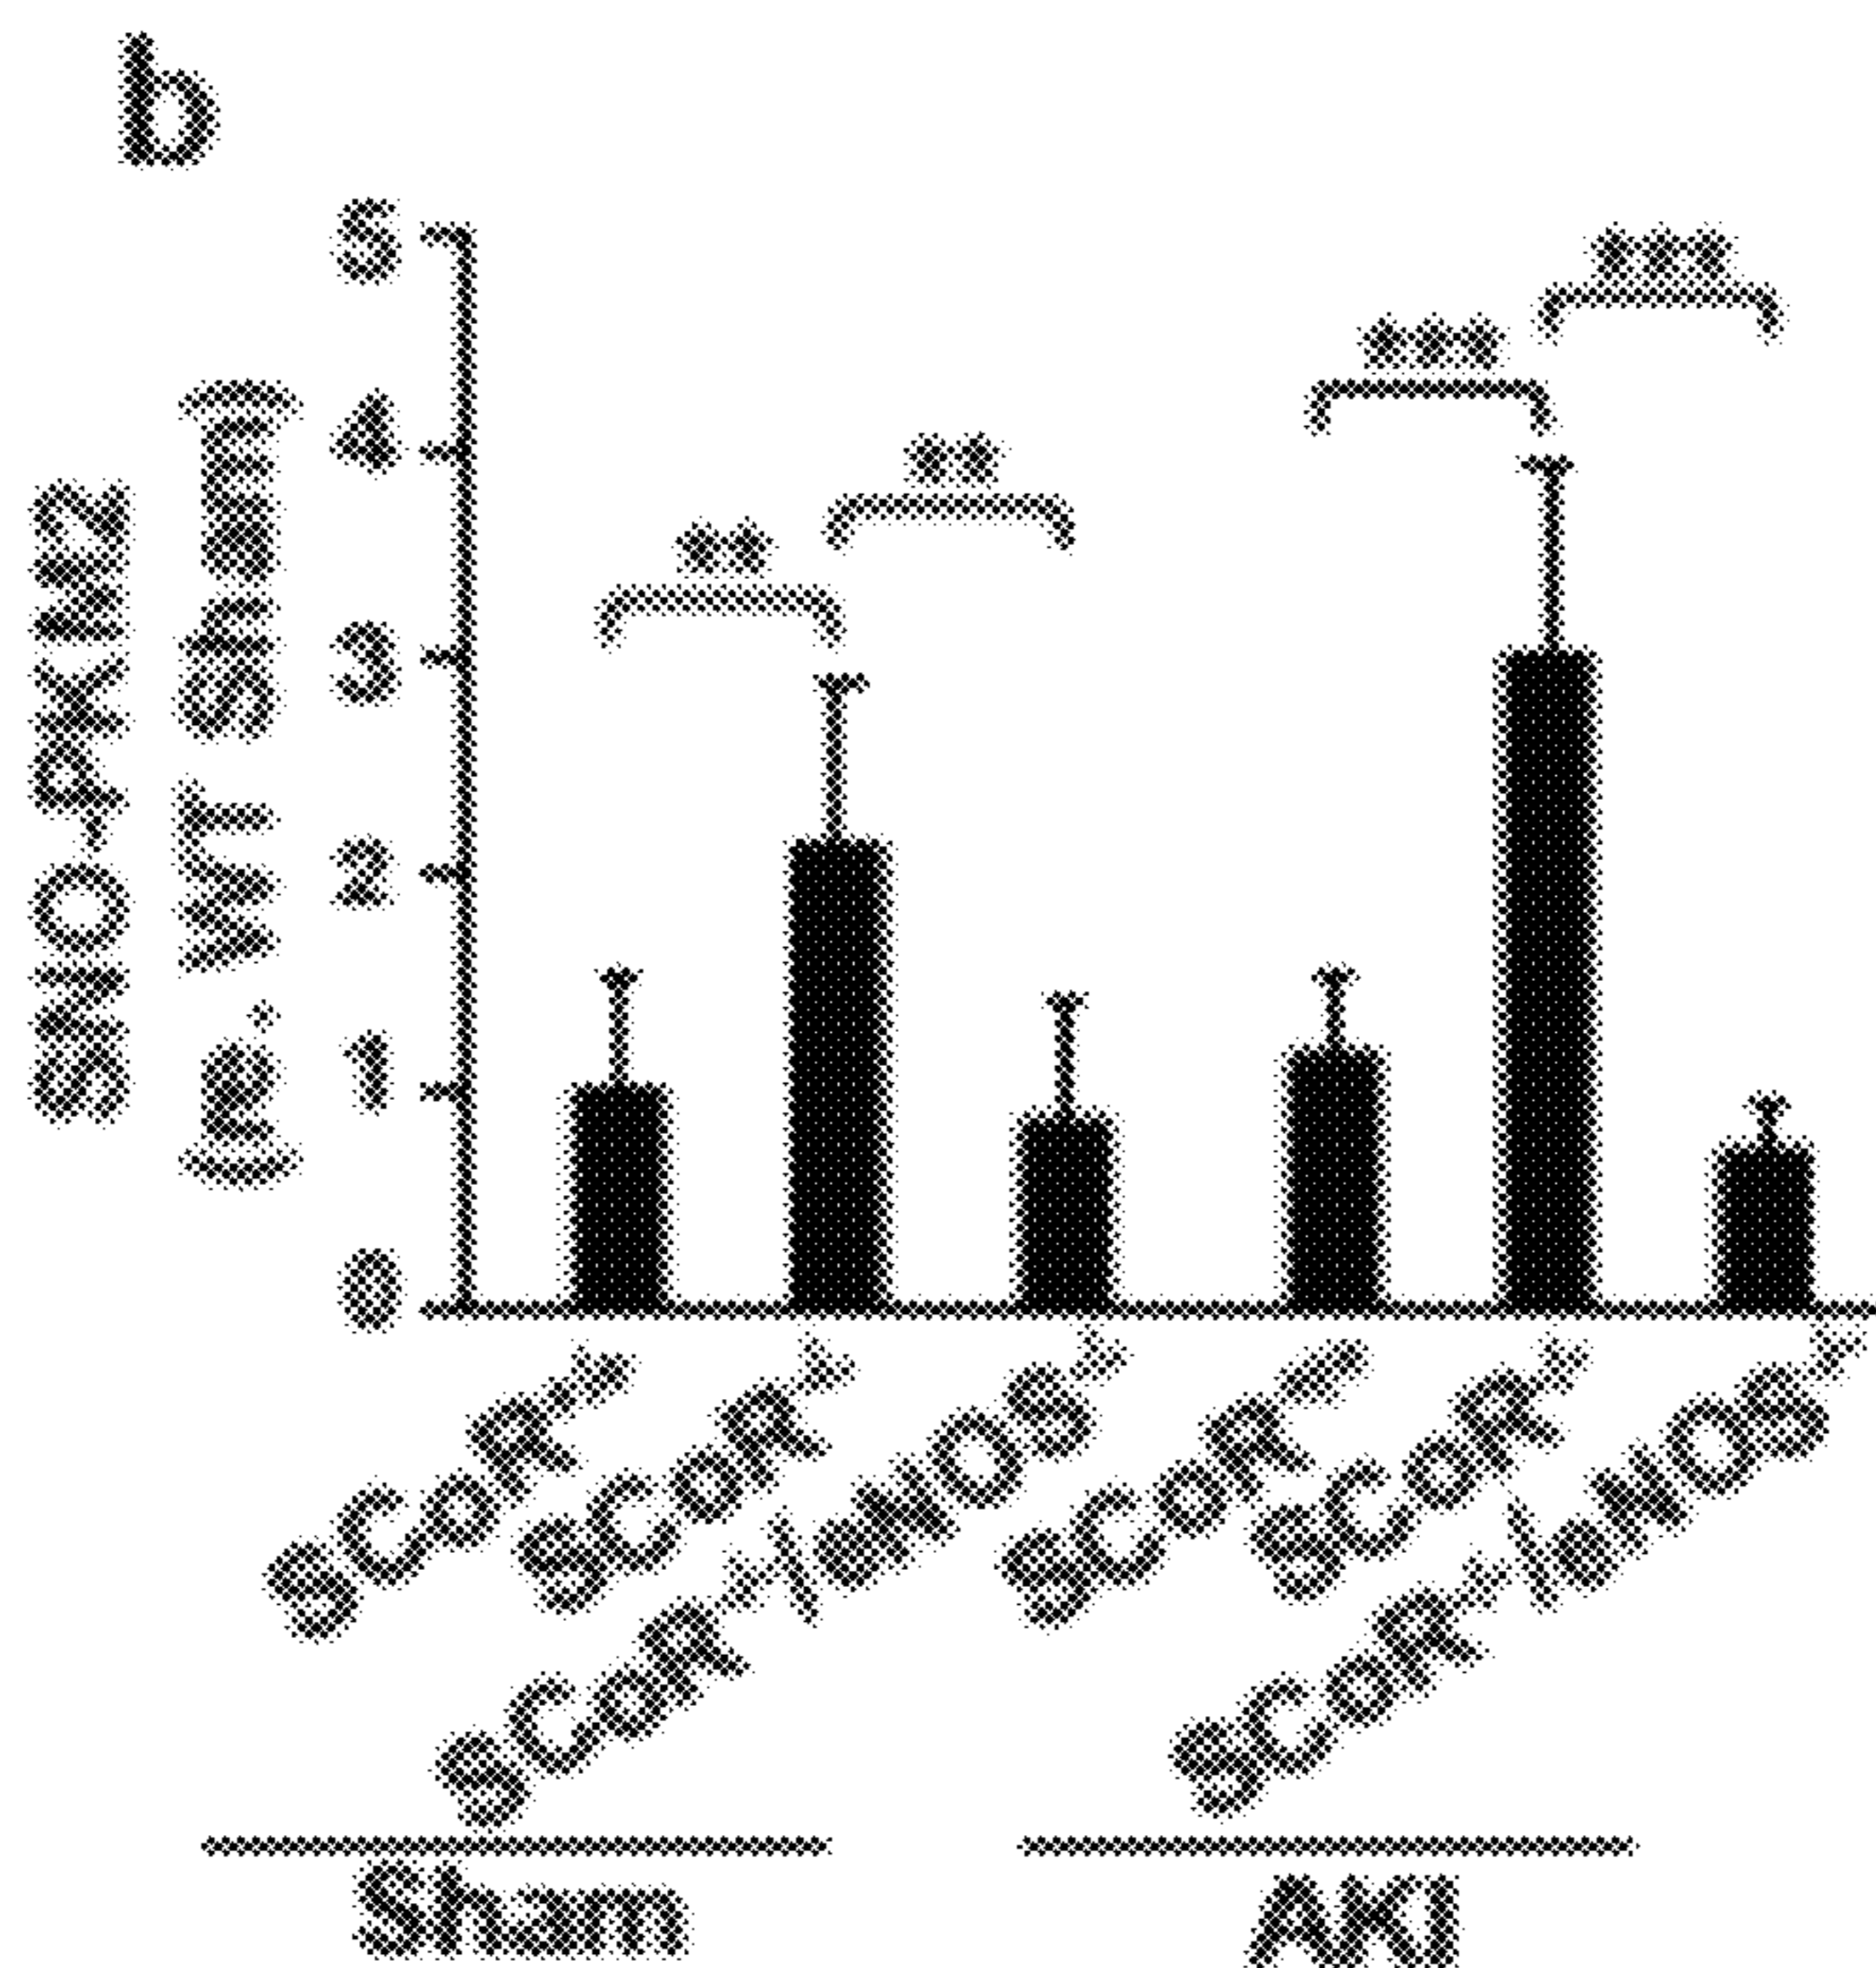 b
SNO-PKM2
(re. WT Sham)
5
4
3
2
1
0
**
**
***
***
SCoR
SCoR
SCoR /eNOS
SCoR
SCoR
SCoR /eNOS
Sham
AKI